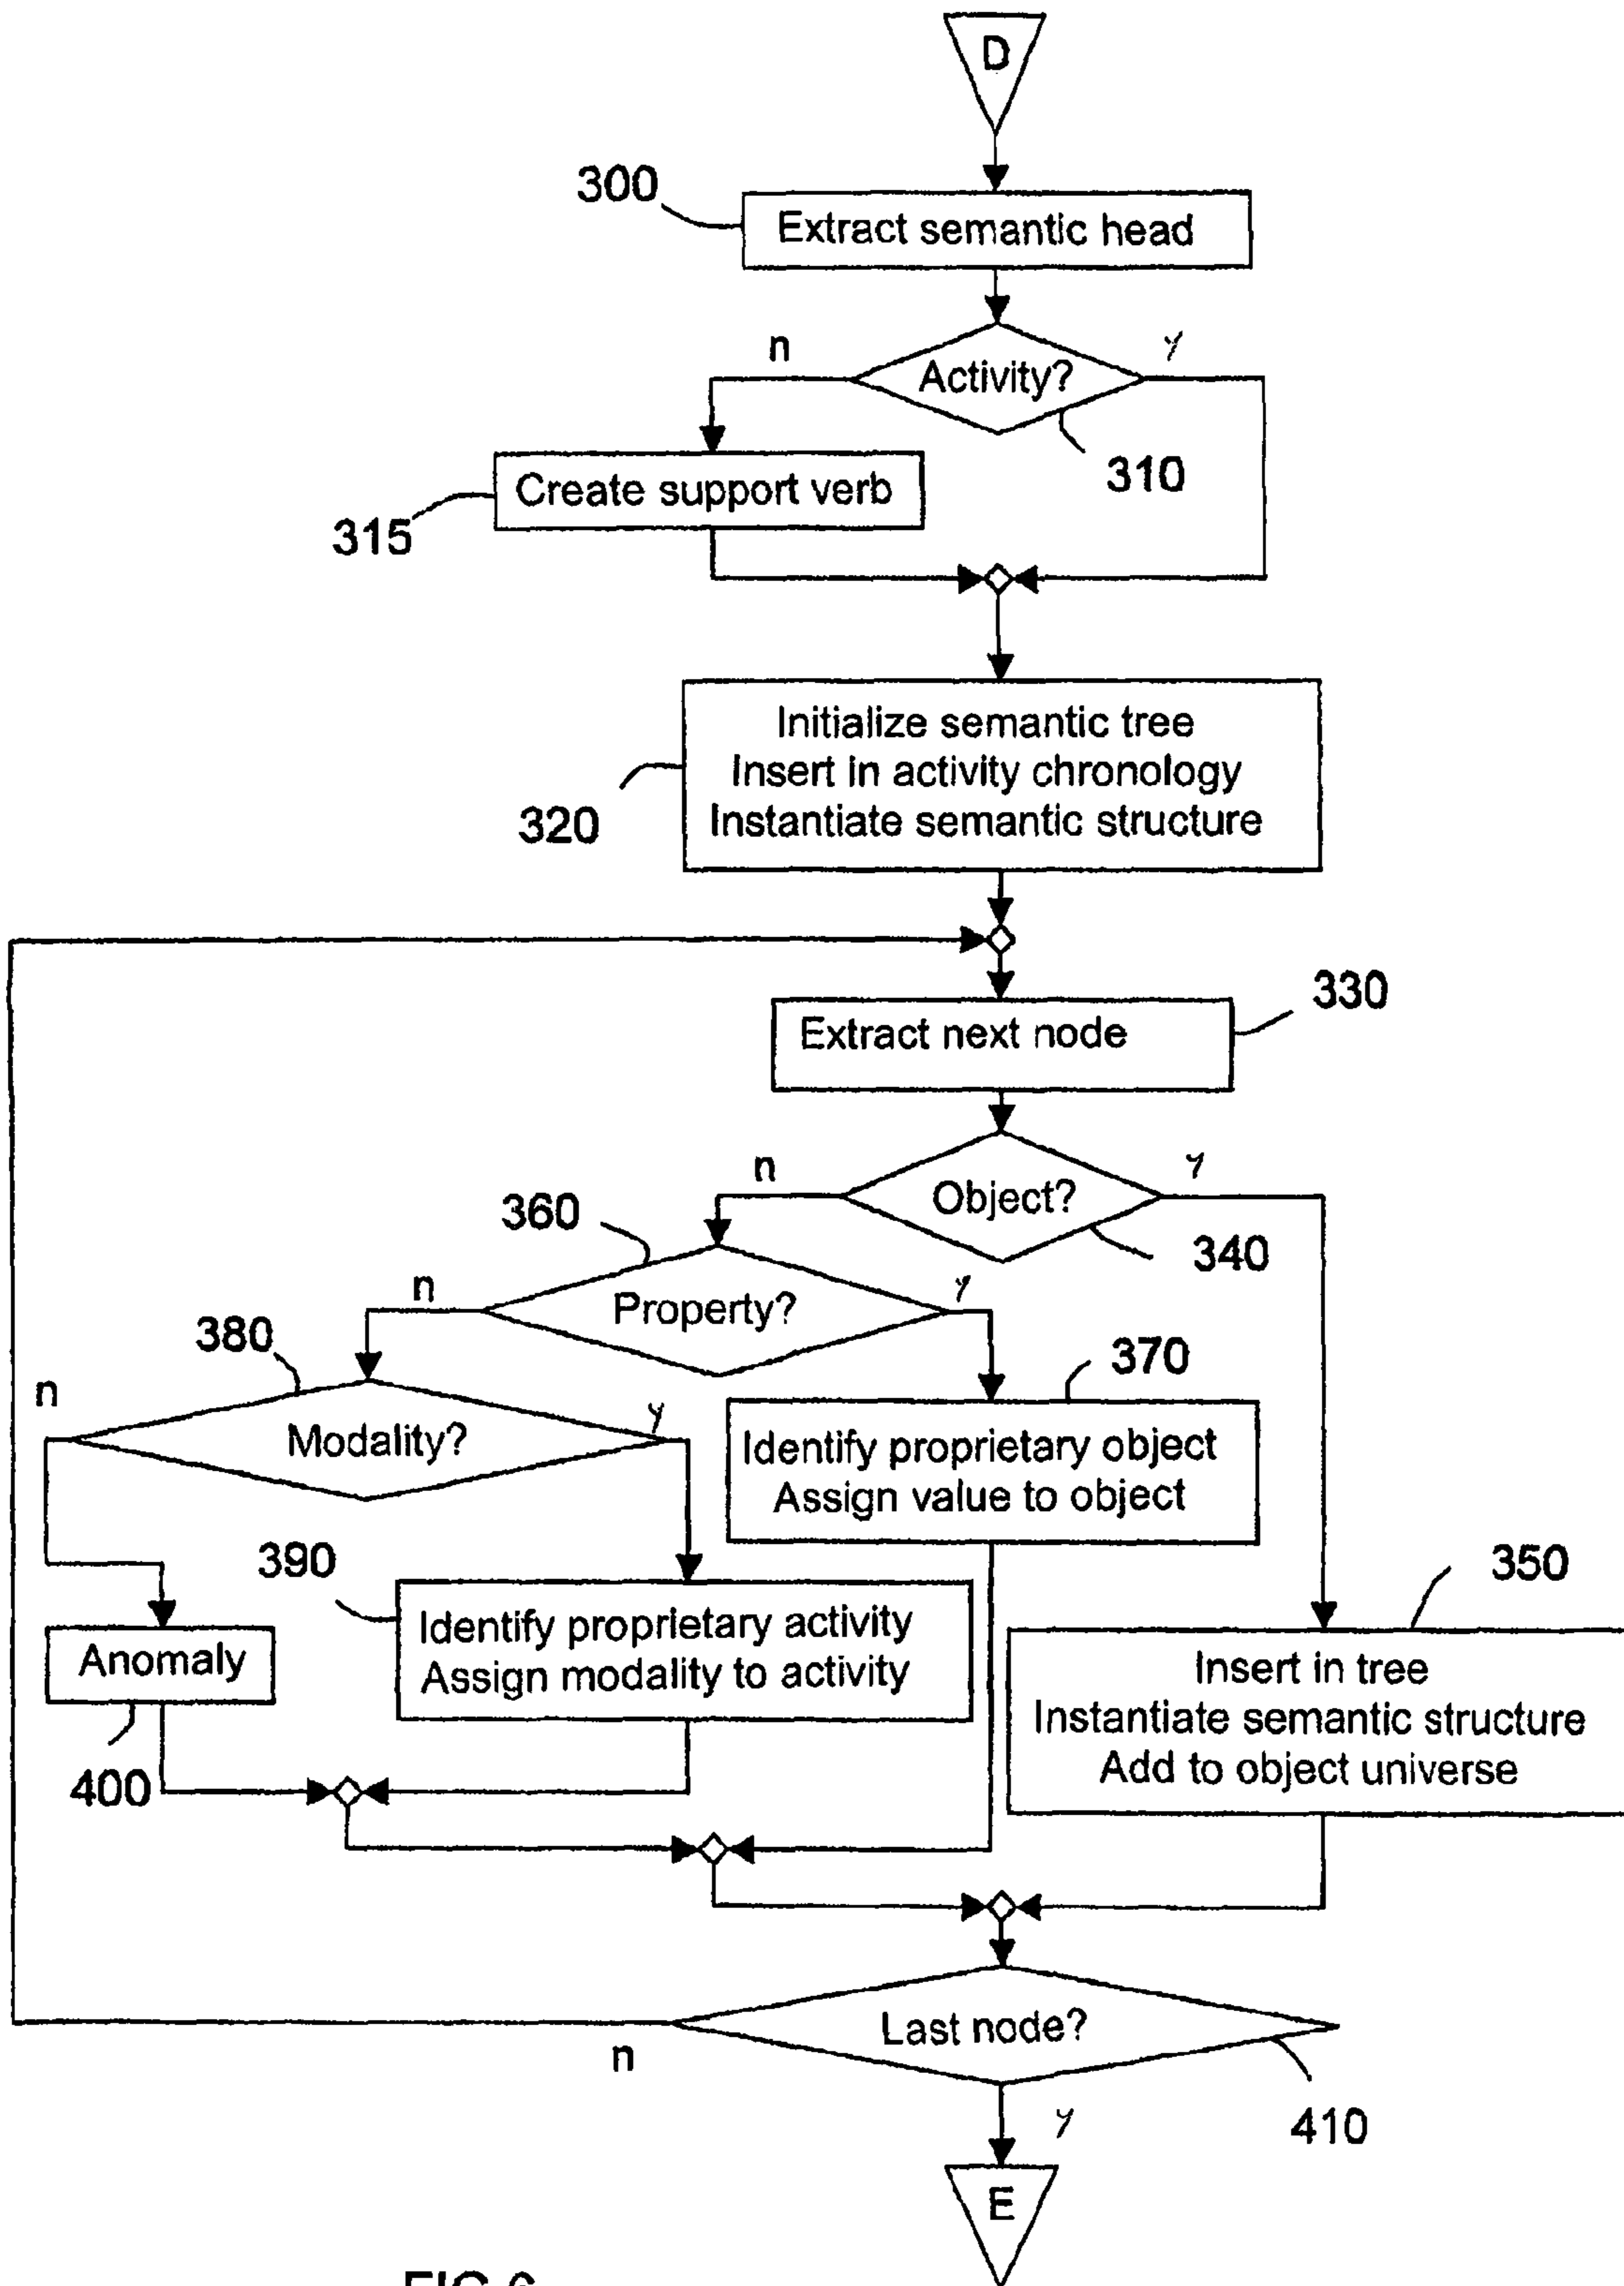 D
300
Extract semantic head
n
y
Activity?
310
Create support verb
315
Initialize semantic tree
Insert in activity chronology
Instantiate semantic structure
320
330
Extract next node
n
y
Object?
340
360
n
y
Property?
380
370
n
y
Modality?
Identify proprietary object
Assign value to object
390
350
Identify proprietary activity
Assign modality to activity
Anomaly
400
Insert in tree
Instantiate semantic structure
Add to object universe
Last node?
n
410
y
E
FIG 6